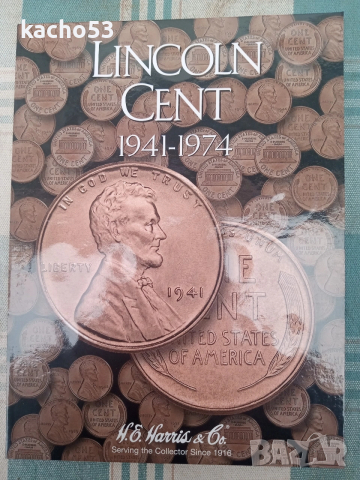 kacho53
LINCOLN
CENT
1941-1974
IN GOD WE TRUST
LIBERTY
1941
ONE
CENT
UNITED STATES
OF AMERICA
H.E. Harris & Co.
Serving the Collector Since 1916
BAZAR